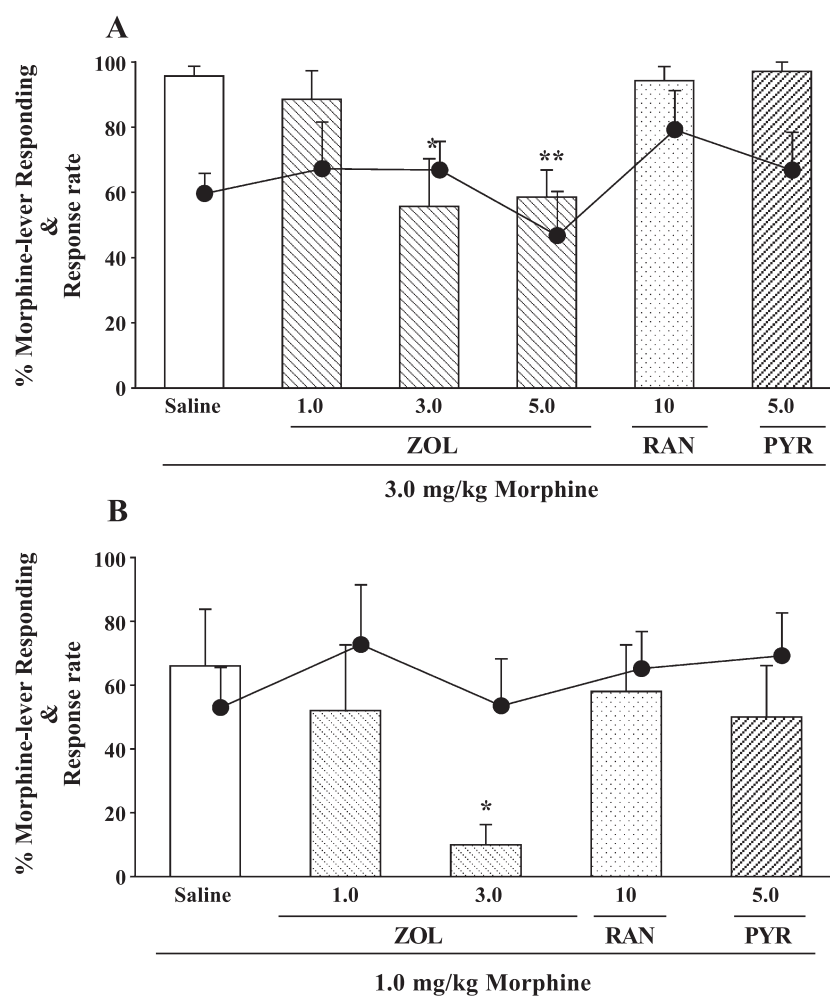 A
% Morphine-lever Responding
&
Response rate
100
80
60
40
20
0
*
**
Saline 1.0 3.0 5.0 10 5.0
ZOL RAN PYR
3.0 mg/kg Morphine
B
% Morphine-lever Responding
&
Response rate
100
80
60
40
20
0
*
Saline 1.0 3.0 10 5.0
ZOL RAN PYR
1.0 mg/kg Morphine